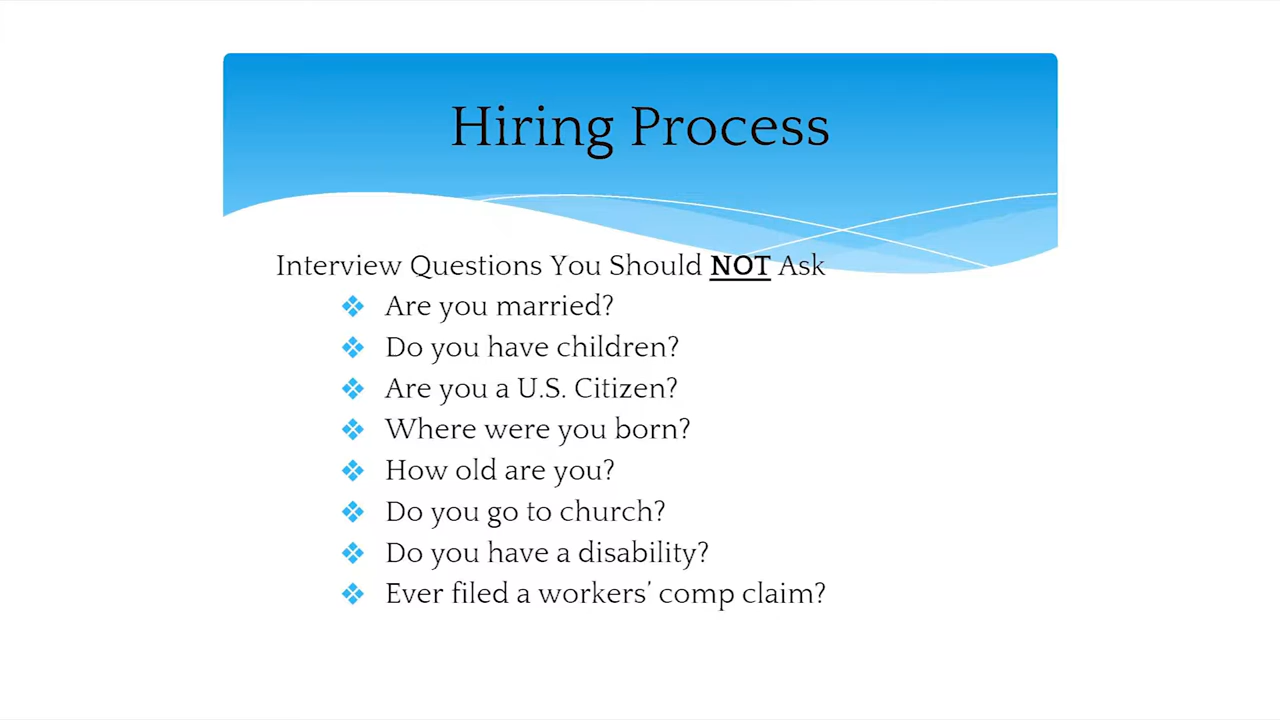 Hiring Process
Interview Questions You Should NOT Ask
Are you married?
Do you have children?
Are you a U.S. Citizen?
Where were you born?
How old are you?
Do you go to church?
Do you have a disability?
Ever filed a workers’ comp claim?